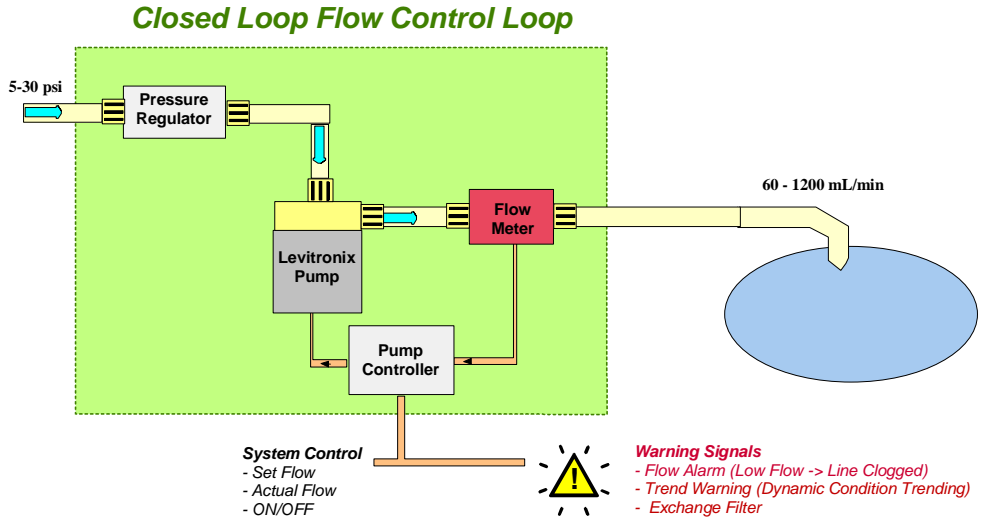 Closed Loop Flow Control Loop
5-30 psi
Pressure
Regulator
60 - 1200 mL/min
Flow
Meter
Levitronix
Pump
Pump
Controller
System Control
- Set Flow
- Actual Flow
- ON/OFF
!
Warning Signals
- Flow Alarm (Low Flow -> Line Clogged)
- Trend Warning (Dynamic Condition Trending)
- Exchange Filter